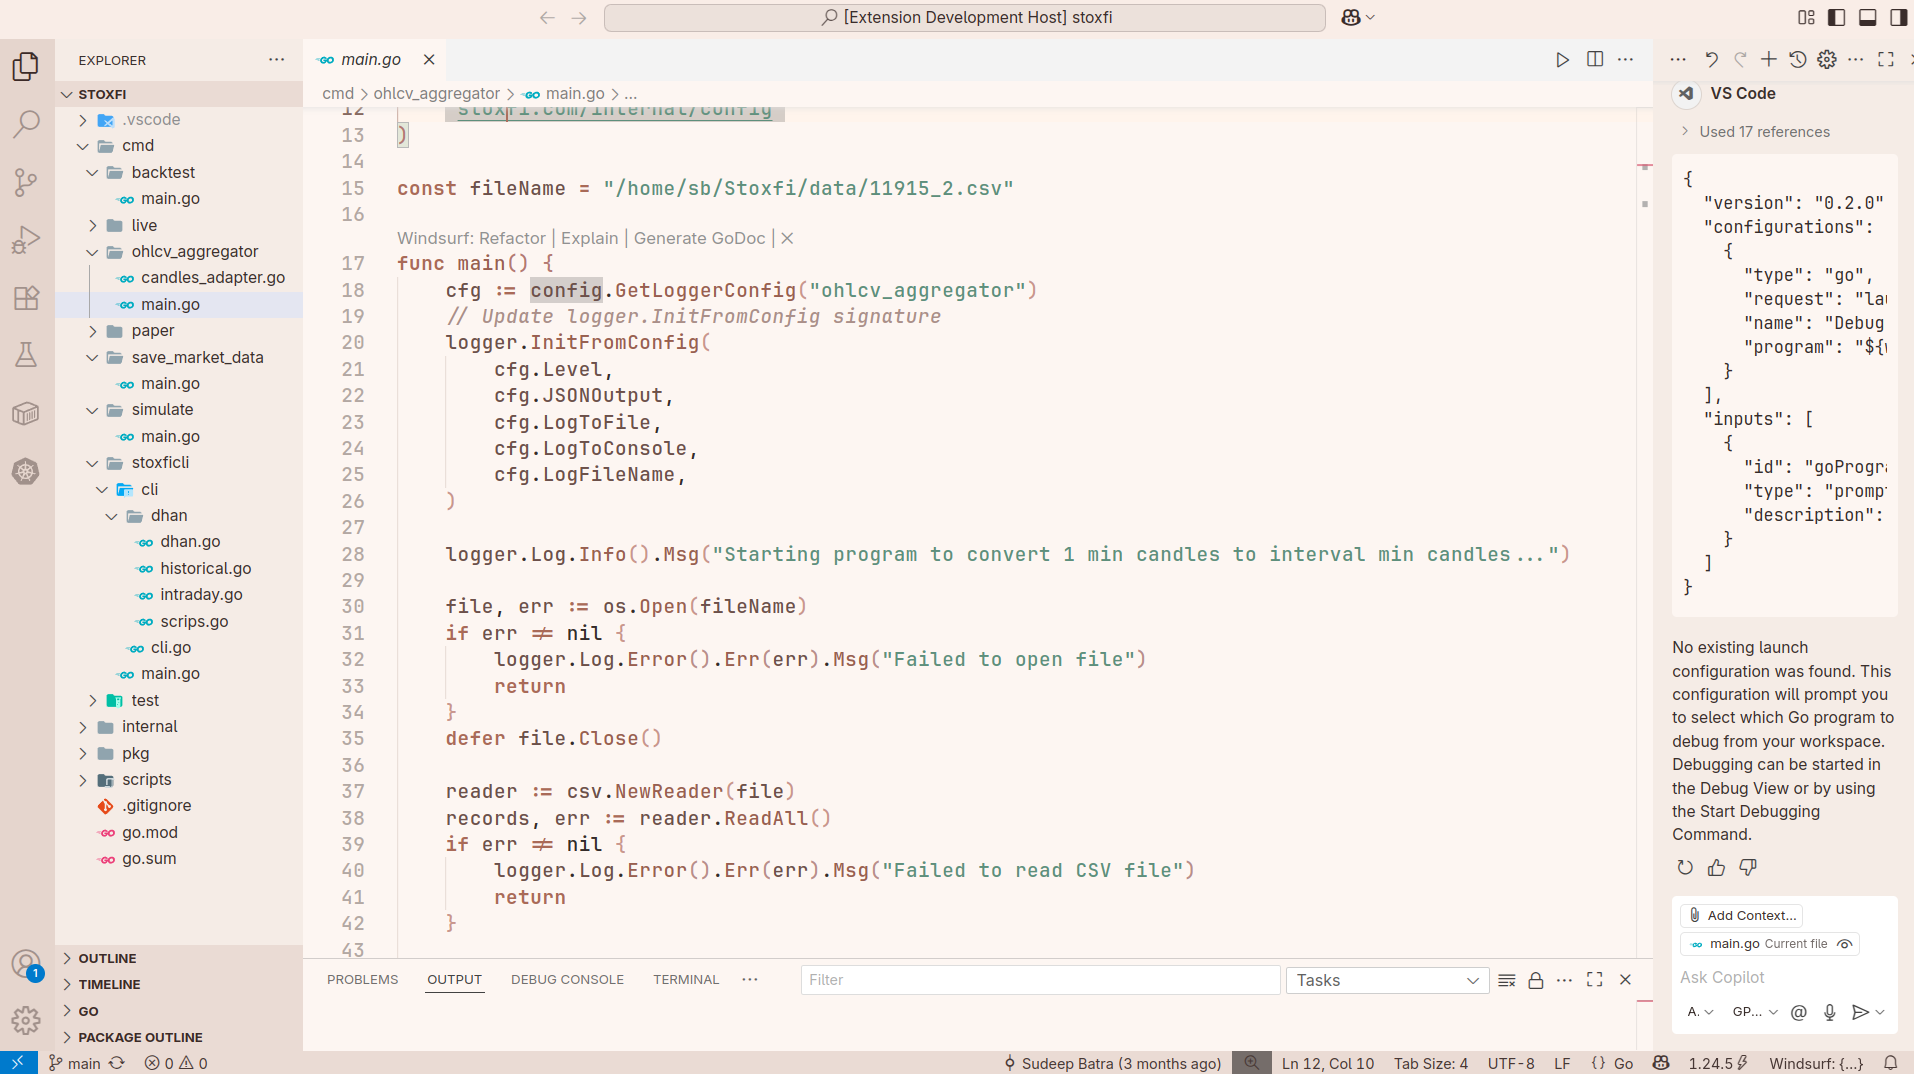 [Extension Development Host] stoxfi
EXPLORER
STOXFI
.vscode
cmd
backtest
main.go
live
ohlcv_aggregator
candles_adapter.go
main.go
paper
save_market_data
main.go
simulate
main.go
stoxficli
cli
dhan
dhan.go
historical.go
intraday.go
scrips.go
cli.go
main.go
test
internal
pkg
scripts
.gitignore
go.mod
go.sum
OUTLINE
TIMELINE
GO
PACKAGE OUTLINE
main.go
cmd > ohlcv_aggregator > main.go > ...
12 stoxfi.com/internal/config
13 )
14
15 const fileName = "/home/sb/Stoxfi/data/11915_2.csv"
16
Windsurf: Refactor | Explain | Generate GoDoc | ×
17 func main() {
18 cfg := config.GetLoggerConfig("ohlcv_aggregator")
19 // Update logger.InitFromConfig signature
20 logger.InitFromConfig(
21 cfg.Level,
22 cfg.JSONOutput,
23 cfg.LogToFile,
24 cfg.LogToConsole,
25 cfg.LogFileName,
26 )
27
28 logger.Log.Info().Msg("Starting program to convert 1 min candles to interval min candles...")
29
30 file, err := os.Open(fileName)
31 if err != nil {
32 logger.Log.Error().Err(err).Msg("Failed to open file")
33 return
34 }
35 defer file.Close()
36
37 reader := csv.NewReader(file)
38 records, err := reader.ReadAll()
39 if err != nil {
40 logger.Log.Error().Err(err).Msg("Failed to read CSV file")
41 return
42 }
43
PROBLEMS OUTPUT DEBUG CONSOLE TERMINAL ...
Filter
Tasks
VS Code
Used 17 references
{
"version": "0.2.0"
"configurations":
{
"type": "go",
"request": "lau
"name": "Debug
"program": "${
}
],
"inputs": [
{
"id": "goProgra
"type": "promp
"description":
}
]
}
No existing launch
configuration was found. This
configuration will prompt you
to select which Go program to
debug from your workspace.
Debugging can be started in
the Debug View or by using
the Start Debugging
Command.
Add Context...
main.go Current file
Ask Copilot
A. GP... @
1
main 0 0
Sudeep Batra (3 months ago) Ln 12, Col 10 Tab Size: 4 UTF-8 LF {} Go 1.24.5 Windsurf: {...}